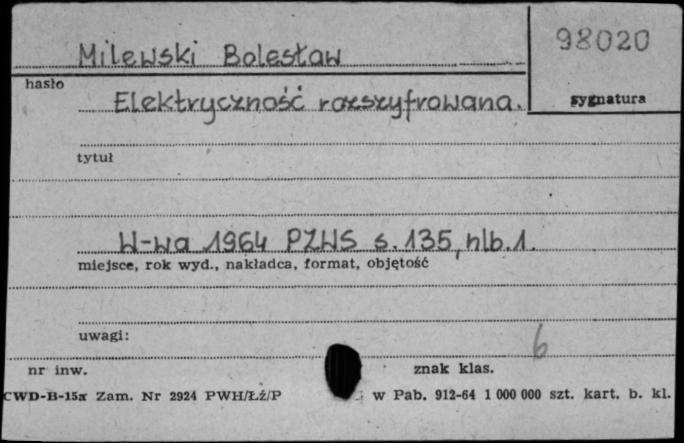 98020
Milewski Bolesław
hasło
sygnatura
Elektryczność rozszyfrowana.
tytuł
W-wa 1964 PZWS s. 135, nlb. 1.
miejsce, rok wyd., nakładca, format, objętość
uwagi:
6
nr inw.
znak klas.
CWD-B-15a Zam. Nr 2924 PWH/Łź/P
w Pab. 912-64 1 000 000 szt. kart. b. kl.